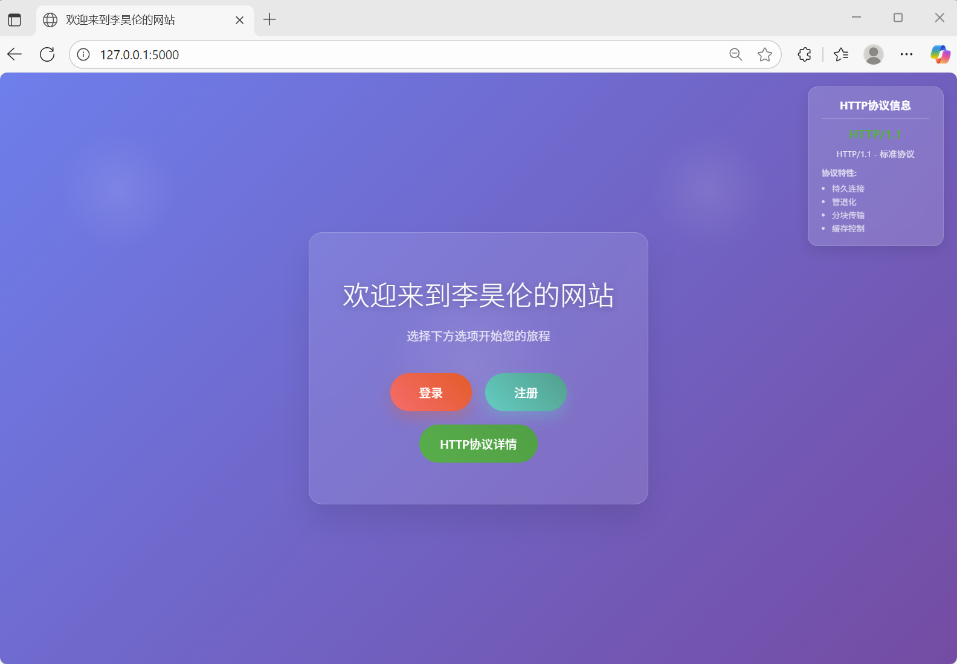 欢迎来到李昊伦的网站
127.0.0.1:5000
HTTP协议信息
HTTP/1.1
HTTP/1.1 - 标准协议
协议特性:
• 持久连接
• 管道化
• 分块传输
• 缓存控制
欢迎来到李昊伦的网站
选择下方选项开始您的旅程
登录 注册
HTTP协议详情